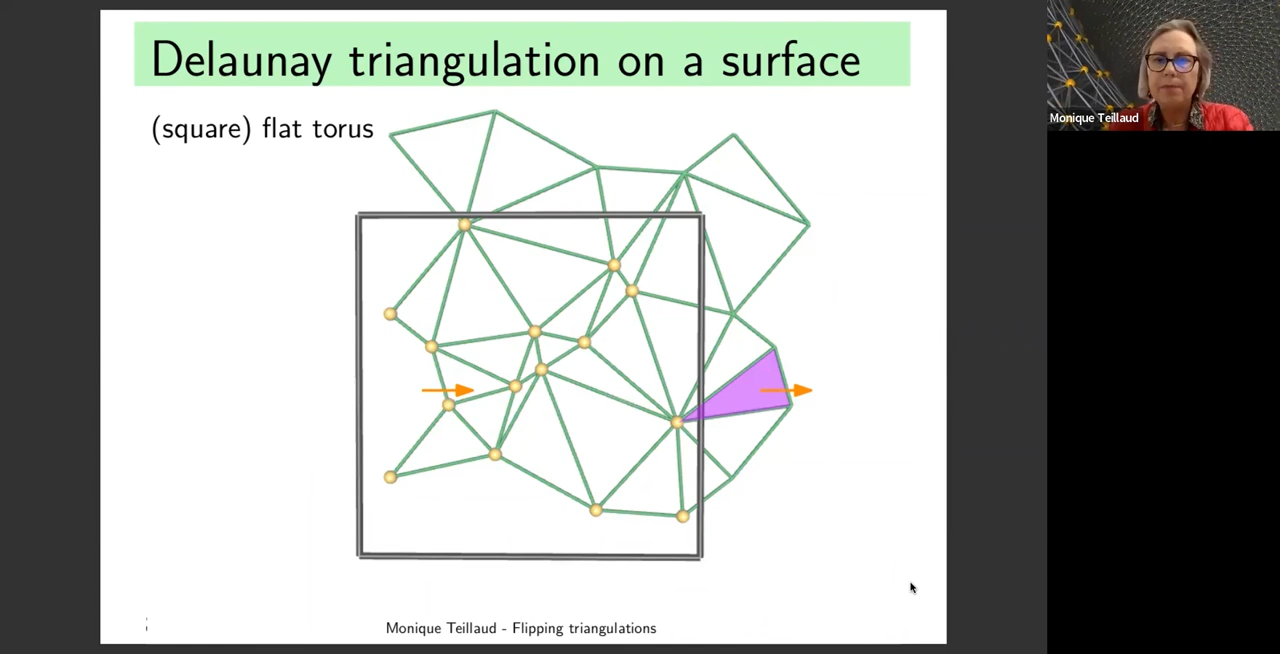 Delaunay triangulation on a surface
(square) flat torus
Monique Teillaud
Monique Teillaud - Flipping triangulations